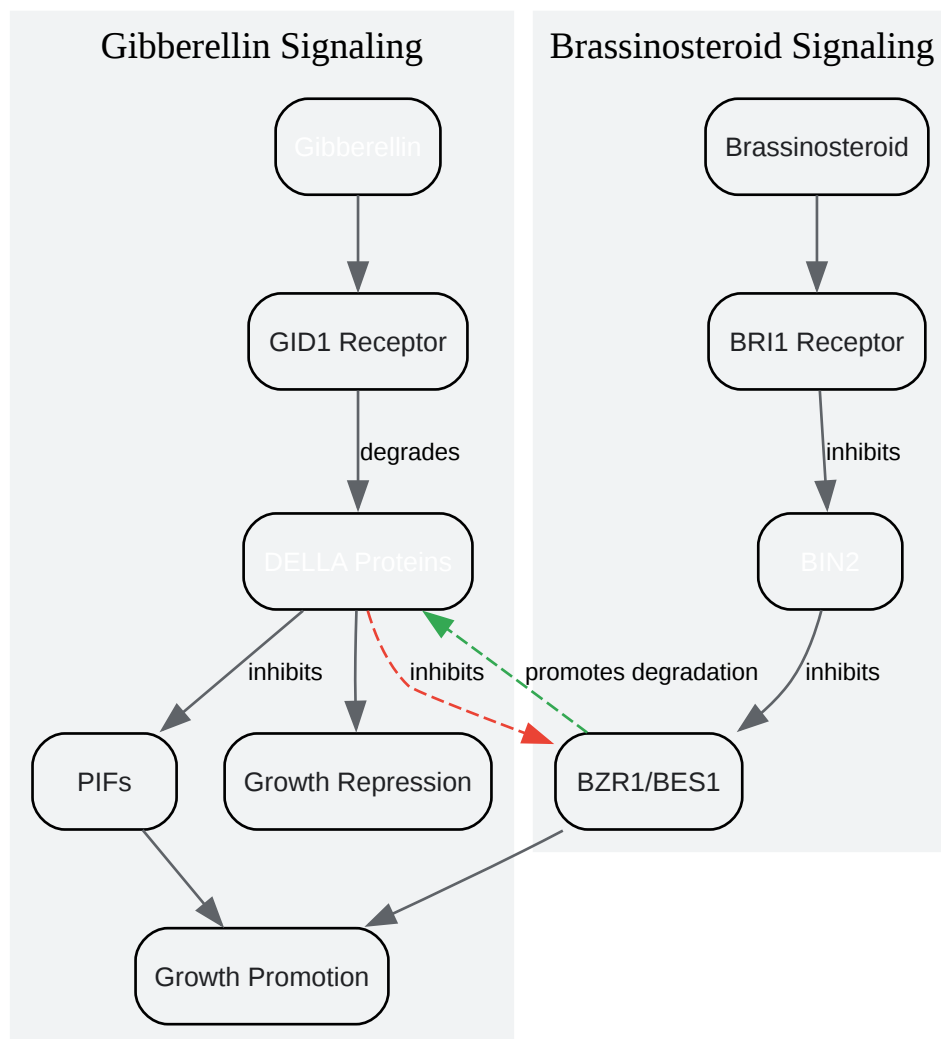 Gibberellin Signaling
Brassinosteroid Signaling
Gibberellin
Brassinosteroid
GID1 Receptor
BRI1 Receptor
degrades
inhibits
DELLA Proteins
BIN2
inhibits
inhibits
promotes degradation
inhibits
PIFs
Growth Repression
BZR1/BES1
Growth Promotion